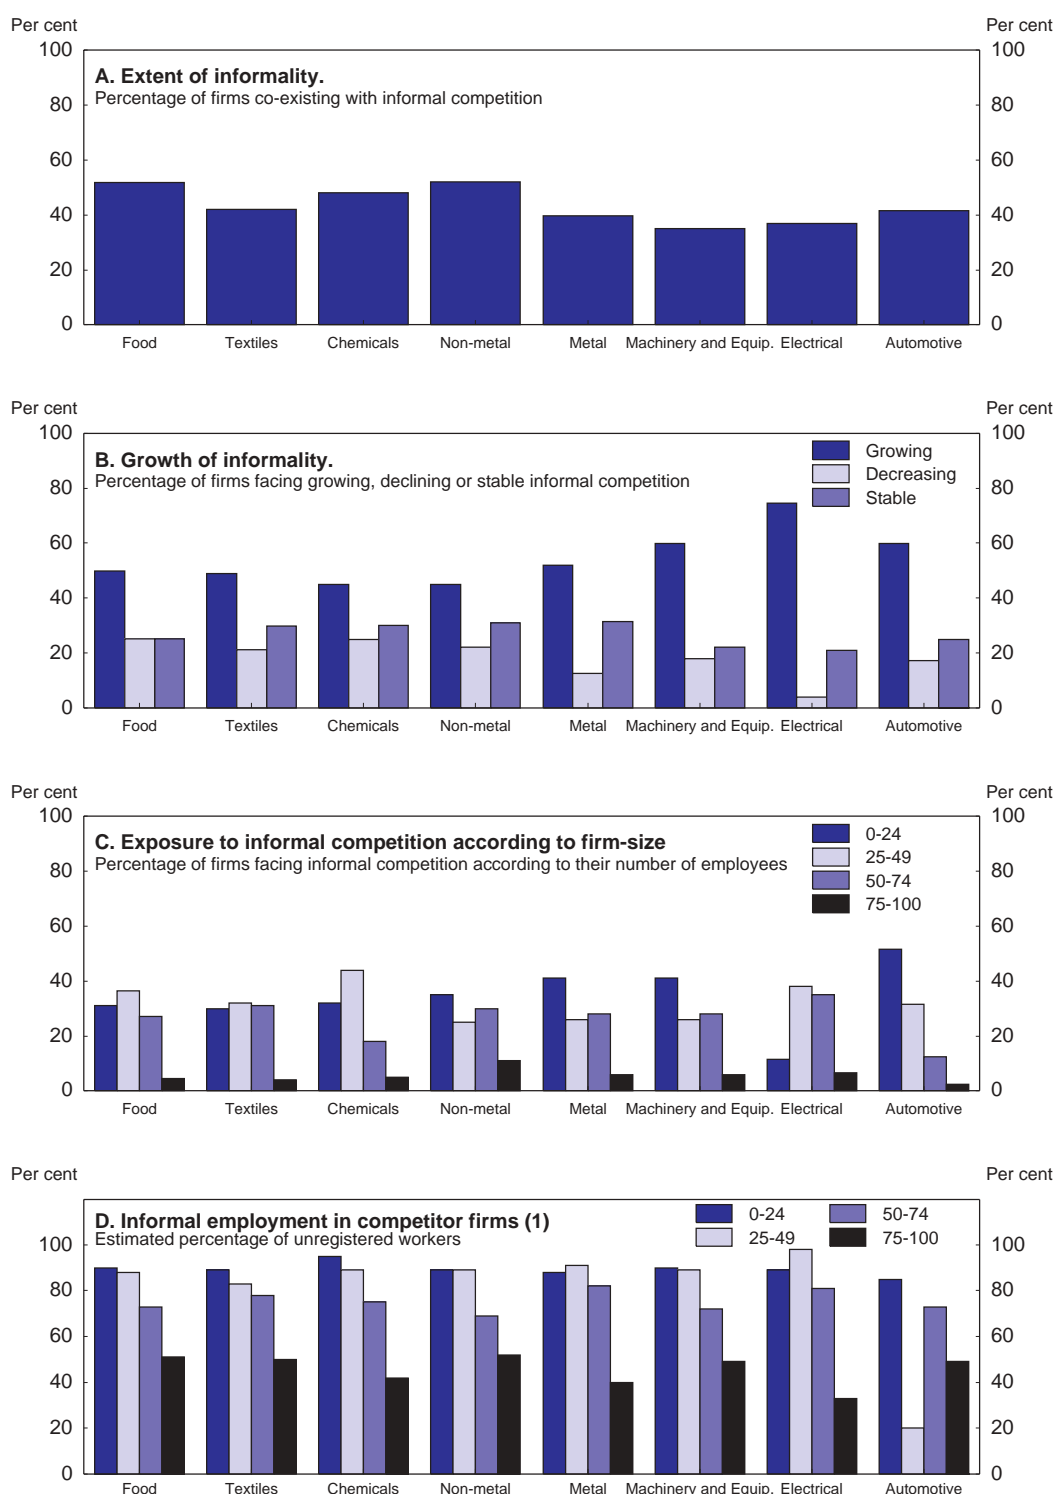 Per cent Per cent
100 100
A. Extent of informality.
Percentage of firms co-existing with informal competition
80 80
60 60
40 40
20 20
0 0
Food Textiles Chemicals Non-metal Metal Machinery and Equip. Electrical Automotive
Per cent Per cent
100 100
B. Growth of informality.
Percentage of firms facing growing, declining or stable informal competition
Growing
Decreasing
Stable
80 80
60 60
40 40
20 20
0 0
Food Textiles Chemicals Non-metal Metal Machinery and Equip. Electrical Automotive
Per cent Per cent
100 100
C. Exposure to informal competition according to firm-size
Percentage of firms facing informal competition according to their number of employees
0-24
25-49
50-74
75-100
80 80
60 60
40 40
20 20
0 0
Food Textiles Chemicals Non-metal Metal Machinery and Equip. Electrical Automotive
Per cent Per cent
D. Informal employment in competitor firms (1)
Estimated percentage of unregistered workers
0-24 50-74
25-49 75-100
100 100
80 80
60 60
40 40
20 20
0 0
Food Textiles Chemicals Non-metal Metal Machinery and Equip. Electrical Automotive